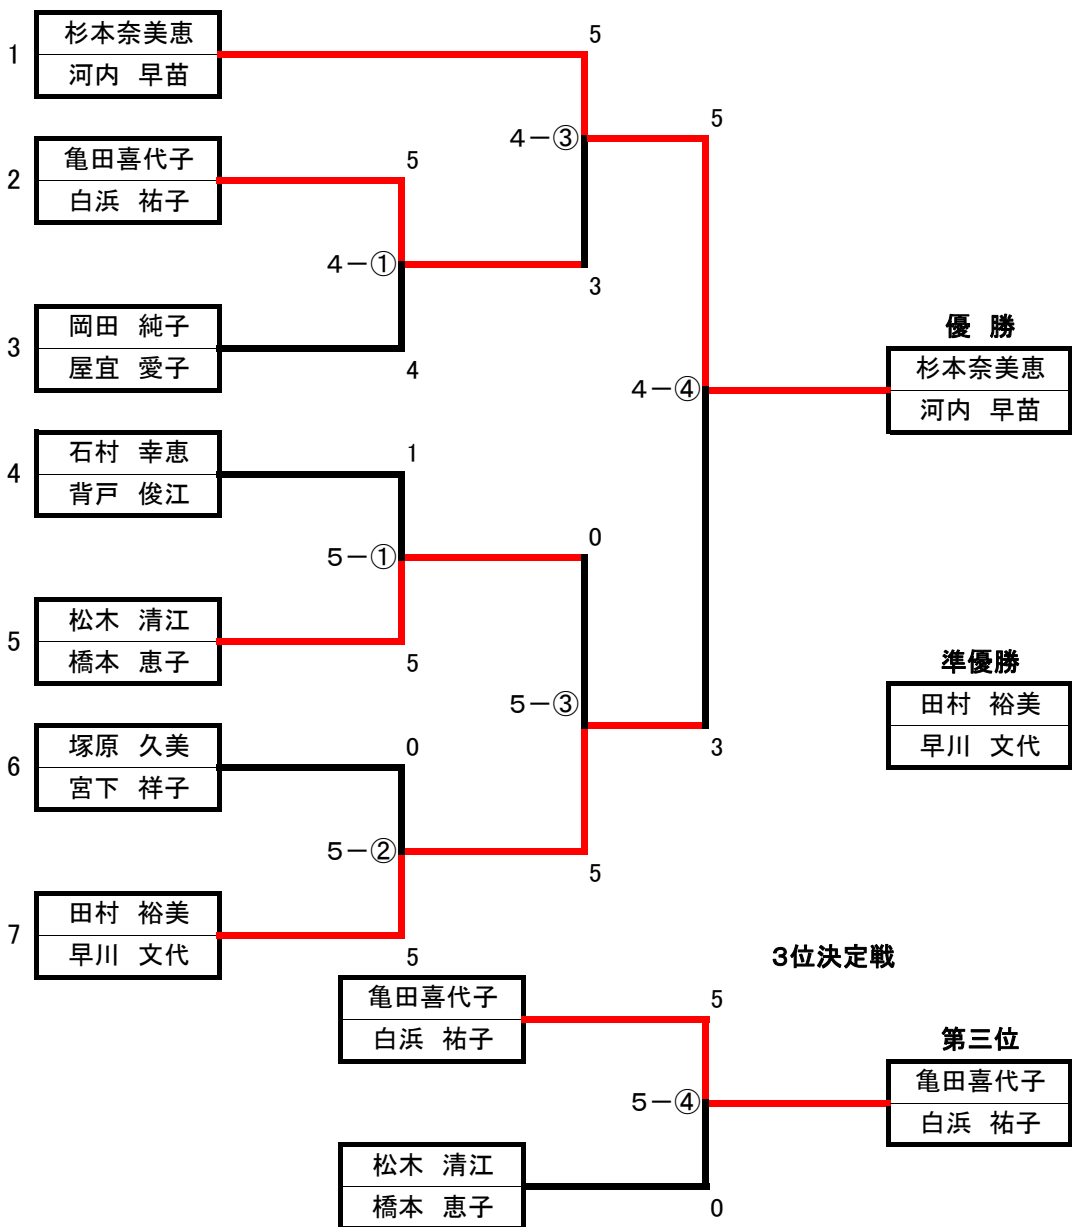 杉本奈美恵
1
河内 早苗
5
4-③
5
亀田喜代子
2
白浜 祐子
5
4-①
3
岡田 純子
3
屋宜 愛子
4
優 勝
杉本奈美恵
河内 早苗
4-④
石村 幸恵
4
背戸 俊江
1
5-①
0
松木 清江
5
橋本 恵子
5
5-③
3
準優勝
田村 裕美
早川 文代
塚原 久美
6
宮下 祥子
0
5-②
5
田村 裕美
7
早川 文代
5
3位決定戦
亀田喜代子
白浜 祐子
5
第三位
亀田喜代子
白浜 祐子
5-④
松木 清江
橋本 恵子
0